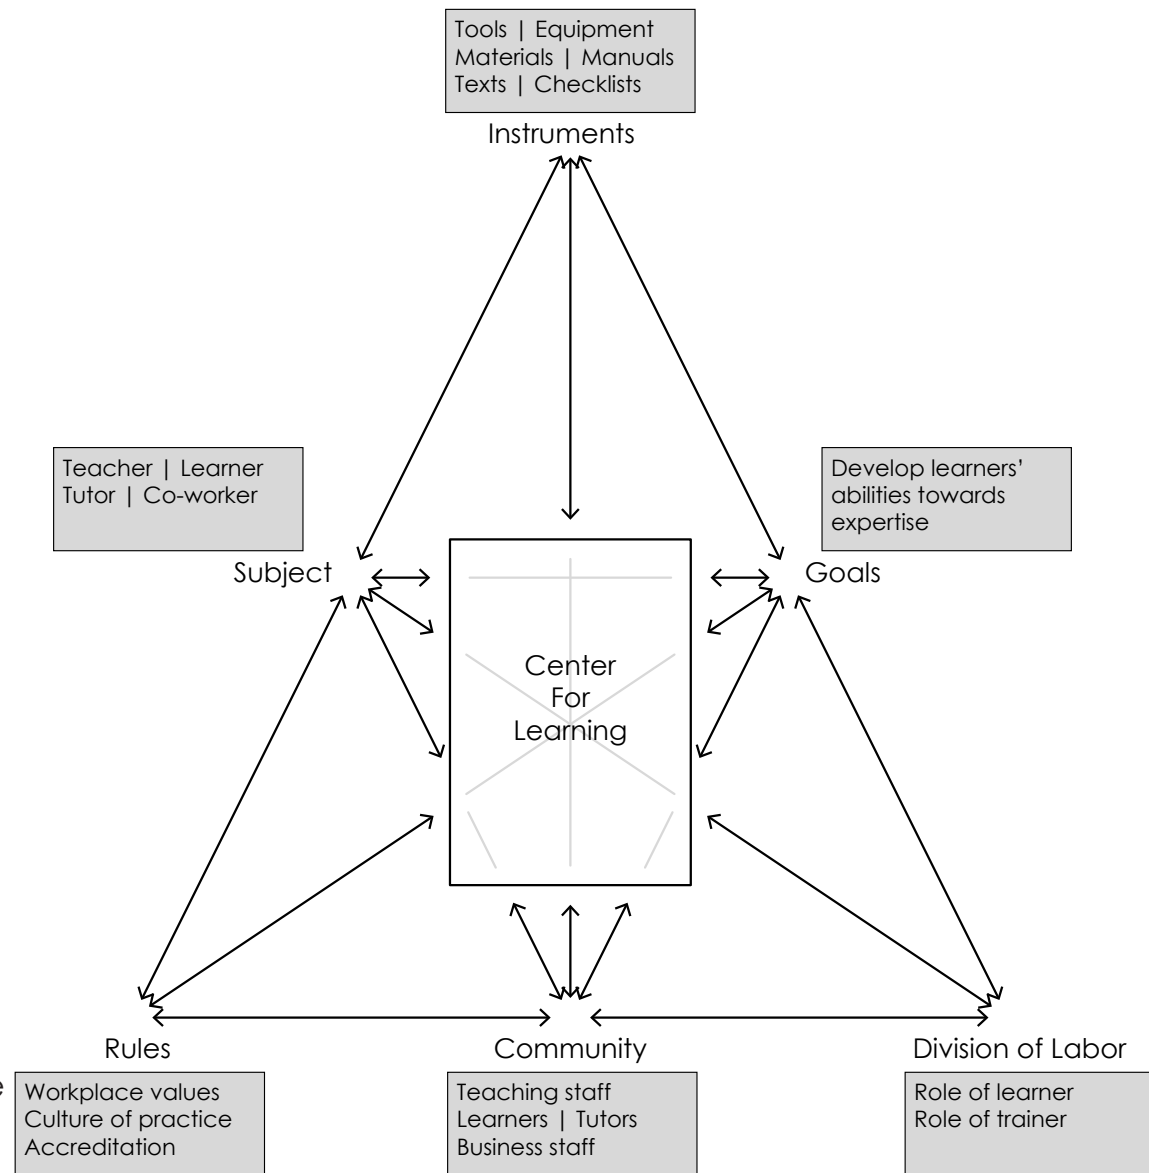 Tools | Equipment
Materials | Manuals
Texts | Checklists
Instruments
Teacher | Learner
Tutor | Co-worker
Subject
Develop learners’
abilities towards
expertise
Goals
Center
For
Learning
Rules
Workplace values
Culture of practice
Accreditation
Community
Teaching staff
Learners | Tutors
Business staff
Division of Labor
Role of learner
Role of trainer